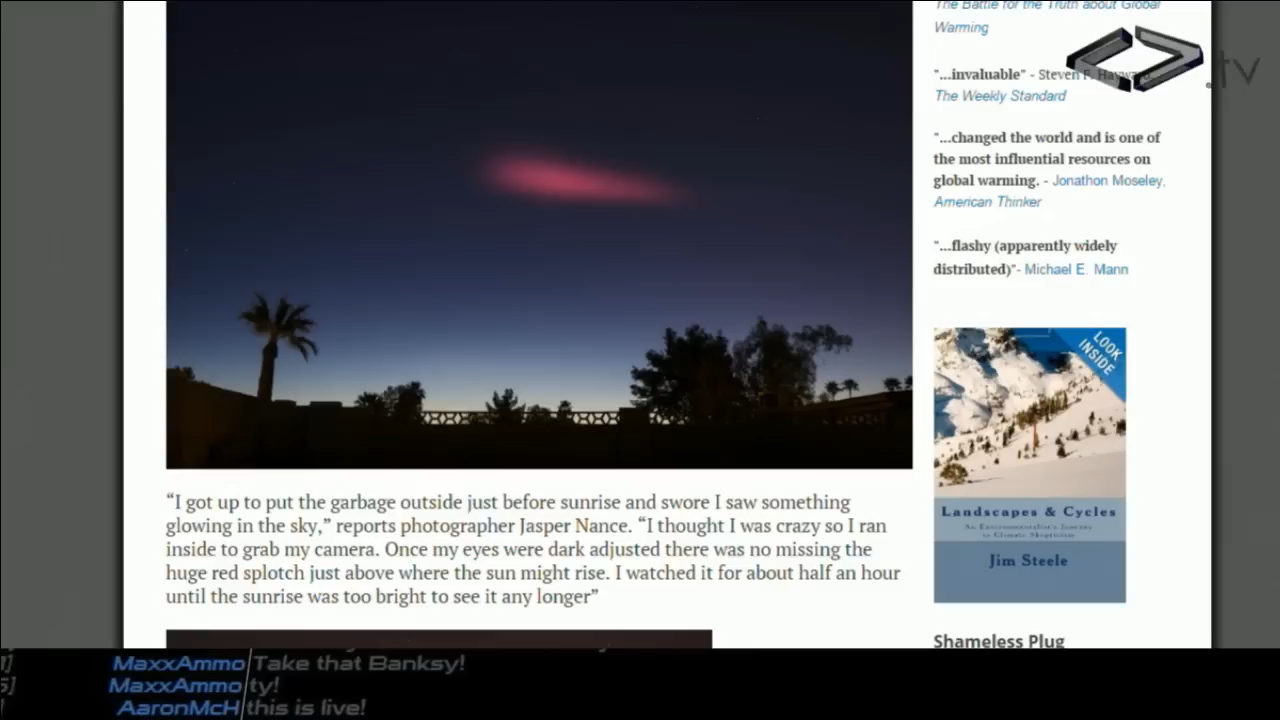 The Battle for the Truth about Global
Warming
.tv
"...invaluable" - Steven F. Hayward,
The Weekly Standard
"...changed the world and is one of
the most influential resources on
global warming. - Jonathon Moseley,
American Thinker
"...flashy (apparently widely
distributed)"- Michael E. Mann
LOOK
INSIDE
Landscapes & Cycles
An Environmentalist's Journey
to Climate Skepticism
Jim Steele
Shameless Plug
“I got up to put the garbage outside just before sunrise and swore I saw something
glowing in the sky,” reports photographer Jasper Nance. “I thought I was crazy so I ran
inside to grab my camera. Once my eyes were dark adjusted there was no missing the
huge red splotch just above where the sun might rise. I watched it for about half an hour
until the sunrise was too bright to see it any longer”
MaxxAmmo Take that Banksy!
MaxxAmmo ty!
AaronMcH this is live!